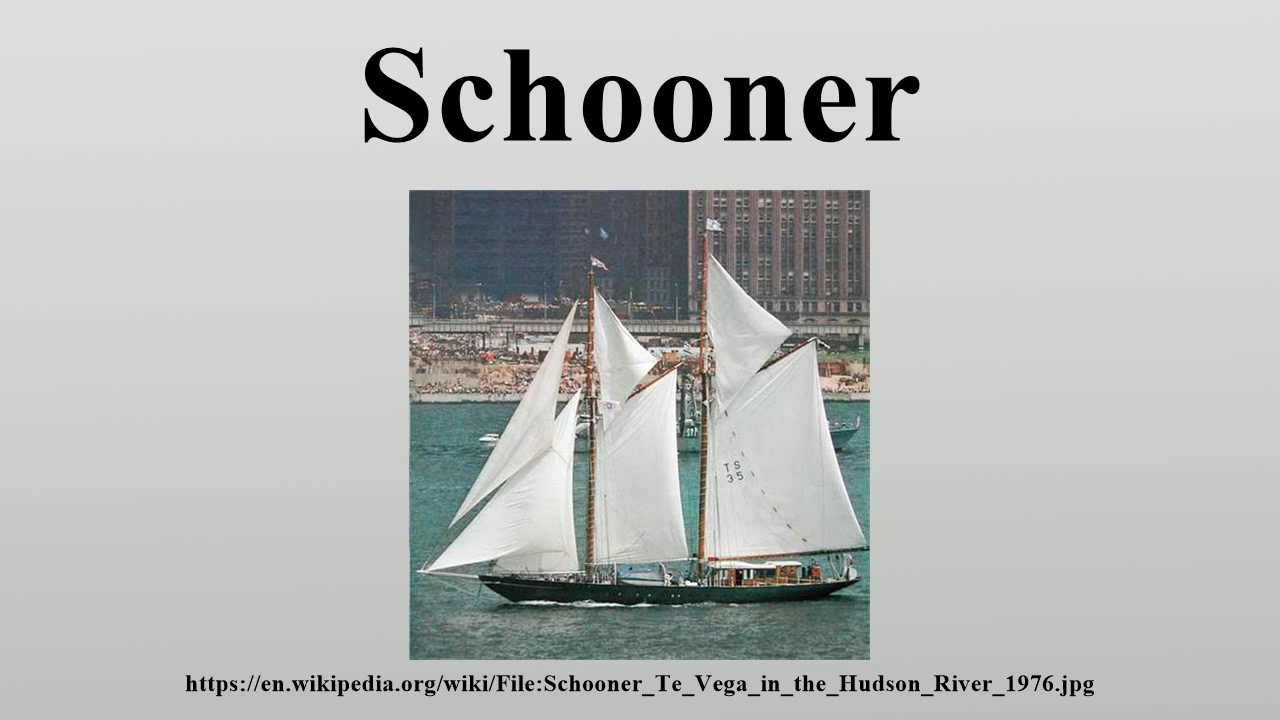 Schooner
TS
35
https://en.wikipedia.org/wiki/File:Schooner_Te_Vega_in_the_Hudson_River_1976.jpg